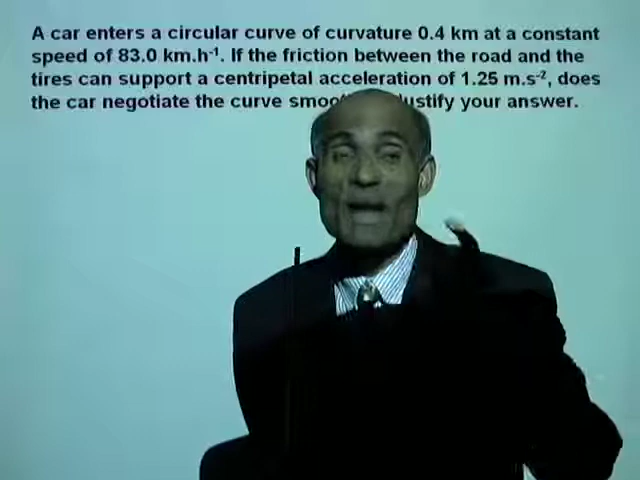 A car enters a circular curve of curvature 0.4 km at a constant
speed of 83.0 km.h⁻¹. If the friction between the road and the
tires can support a centripetal acceleration of 1.25 m.s⁻², does
the car negotiate the curve your answer.